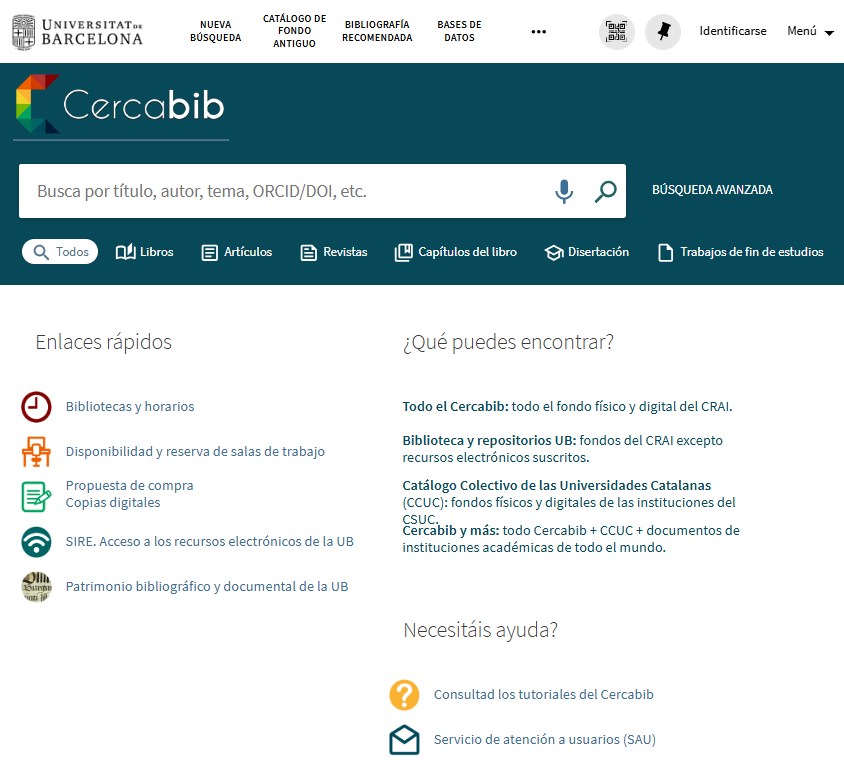 UNIVERSITAT DE
BARCELONA
NUEVA
BÚSQUEDA
CATÁLOGO DE
FONDO
ANTIGUO
BIBLIOGRAFÍA
RECOMENDADA
BASES DE
DATOS
Identificarse
Menú
Cercabib
Busca por título, autor, tema, ORCID/DOI, etc.
BÚSQUEDA AVANZADA
Todos
Libros
Artículos
Revistas
Capítulos del libro
Disertación
Trabajos de fin de estudios
Enlaces rápidos
Bibliotecas y horarios
Disponibilidad y reserva de salas de trabajo
Propuesta de compra
Copias digitales
SIRE. Acceso a los recursos electrónicos de la UB
Patrimonio bibliográfico y documental de la UB
¿Qué puedes encontrar?
Todo el Cercabib: todo el fondo físico y digital del CRAI.
Biblioteca y repositorios UB: fondos del CRAI excepto
recursos electrónicos suscritos.
Catálogo Colectivo de las Universidades Catalanas
(CCUC): fondos físicos y digitales de las instituciones del
CSUC.
Cercabib y más: todo Cercabib + CCUC + documentos de
instituciones académicas de todo el mundo.
Necesitáis ayuda?
Consultad los tutoriales del Cercabib
Servicio de atención a usuarios (SAU)